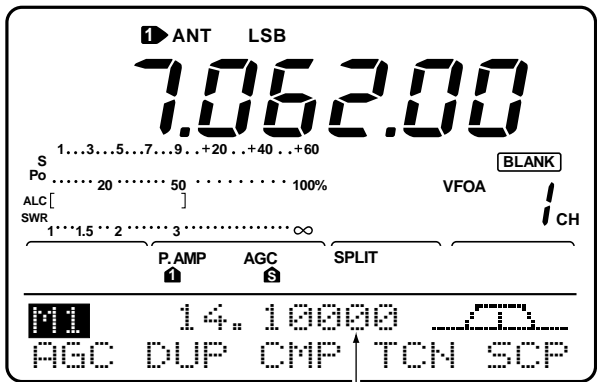 1 ANT LSB
7.062.00
1...3...5...7...9..+20..+40..+60
S
BLANK
Po ...... 20 ...... 50 .......... 100%
VFOA
1 CH
ALC [ ]
SWR
1...1.5..2......3.................∞
P.AMP AGC SPLIT
1 S
M1 14.10000
AGC DUP CMP TCN SCP